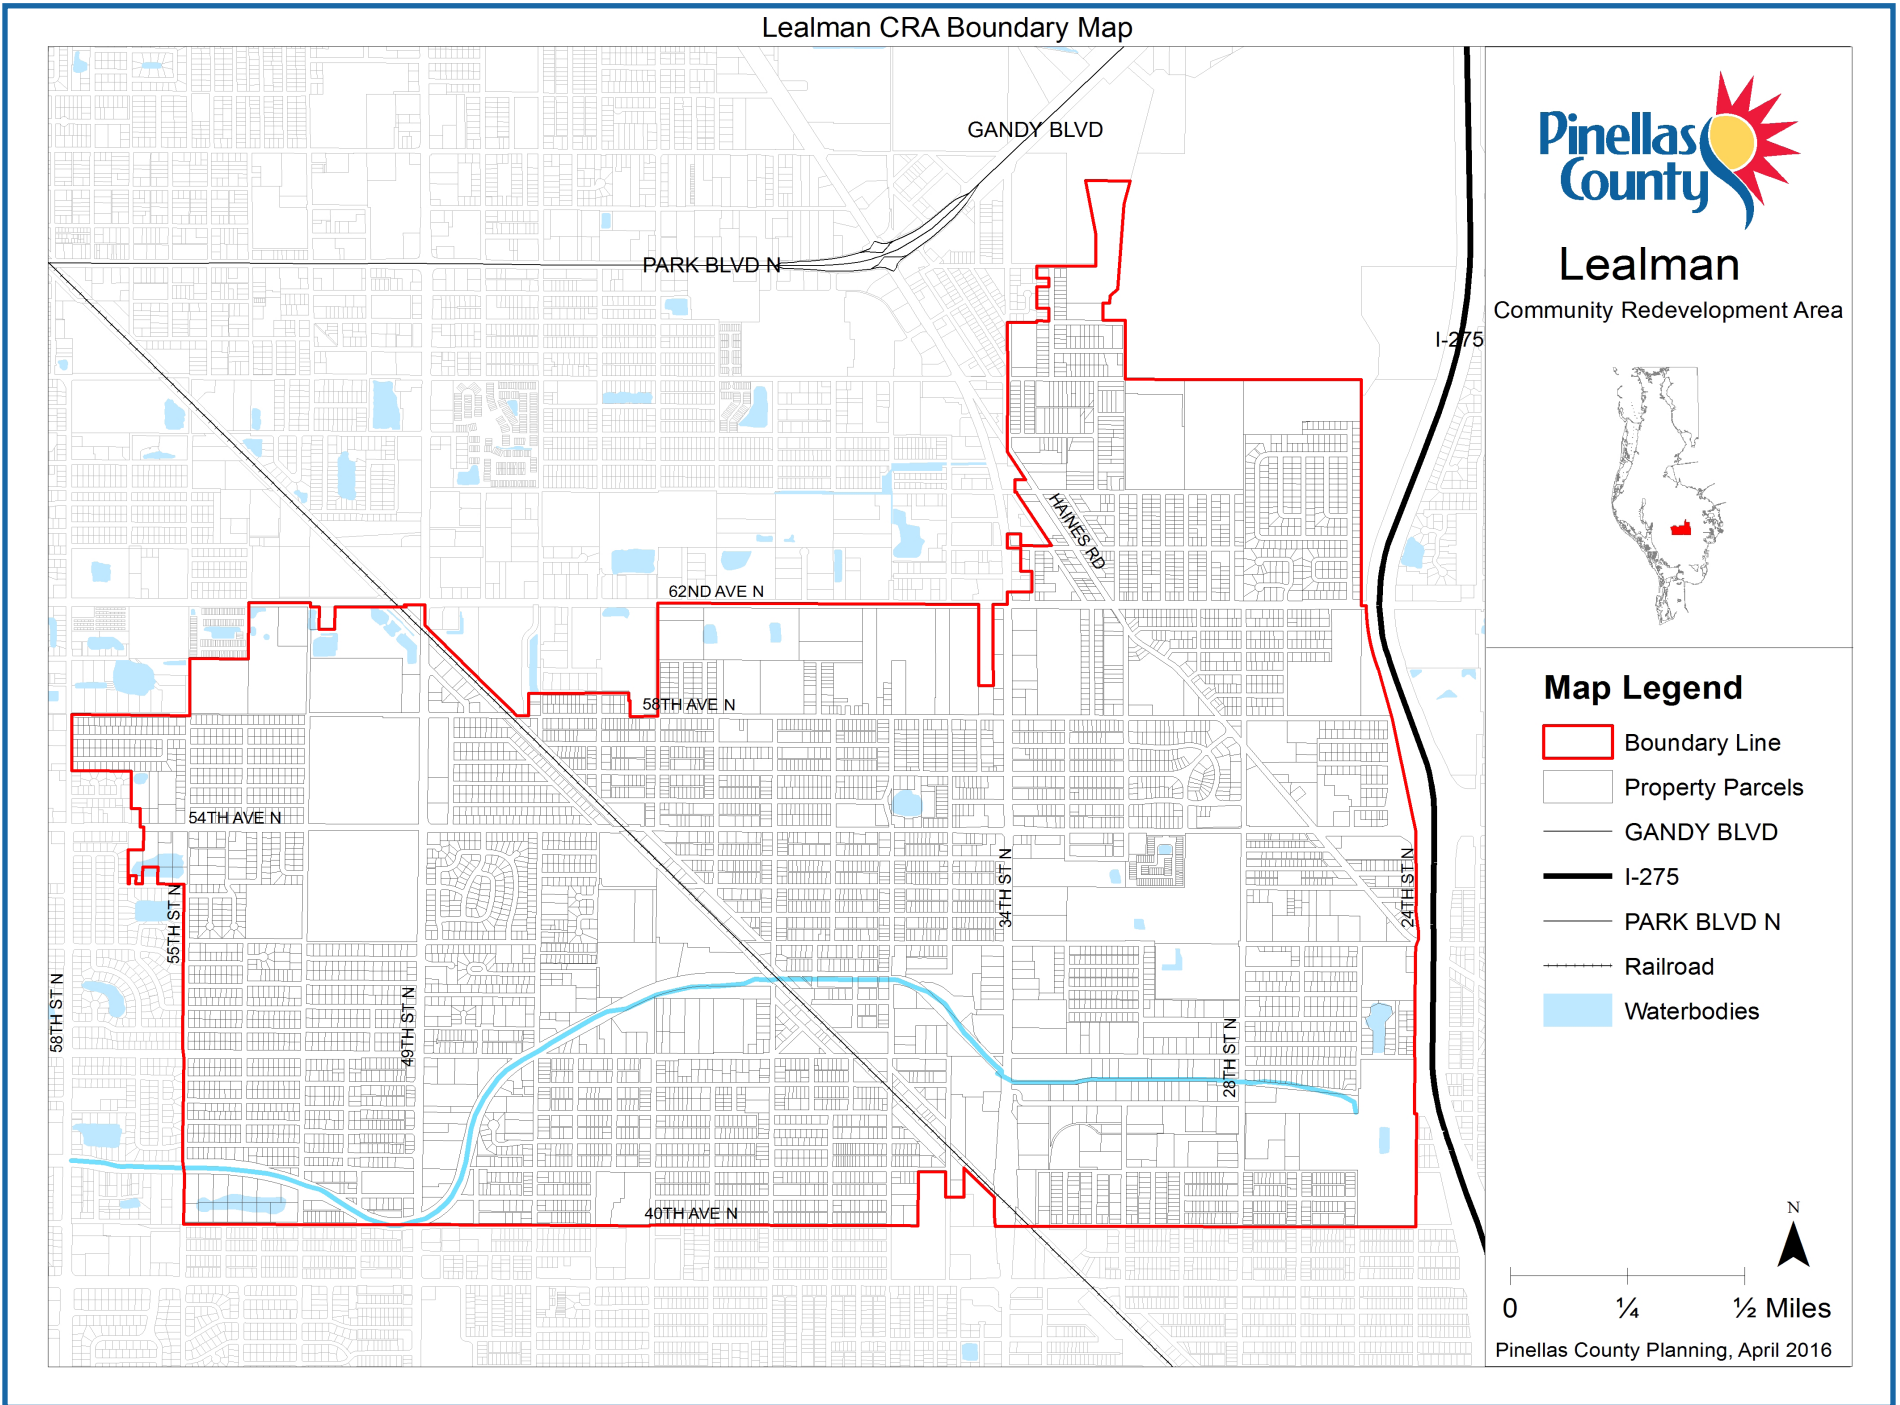 Lealman CRA Boundary Map
GANDY BLVD
PARK BLVD N
I-275
HAINES RD
62ND AVE N
58TH AVE N
54TH AVE N
34TH ST N
24TH ST N
55TH ST N
58TH ST N
49TH ST N
28TH ST N
40TH AVE N
Pinellas
County
Lealman
Community Redevelopment Area
Map Legend
Boundary Line
Property Parcels
GANDY BLVD
I-275
PARK BLVD N
Railroad
Waterbodies
N
0 ¼ ½ Miles
Pinellas County Planning, April 2016